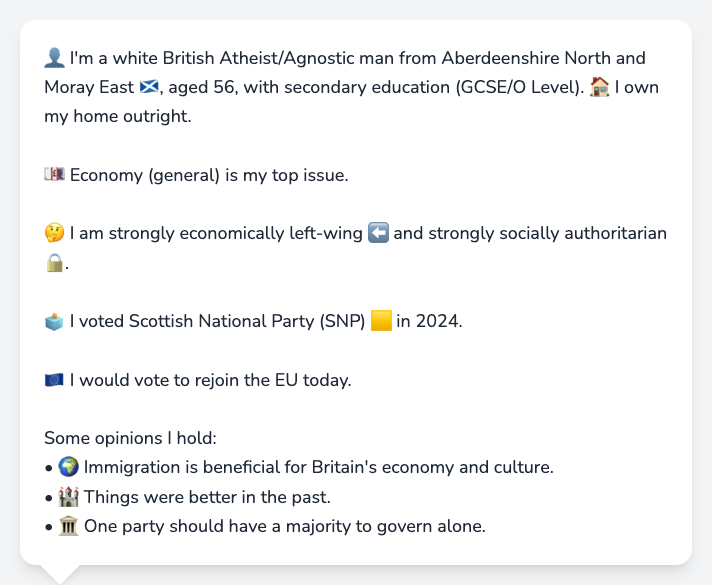 👤 I'm a white British Atheist/Agnostic man from Aberdeenshire North and
Moray East 🏴󠁧󠁢󠁳󠁣󠁴󠁿, aged 56, with secondary education (GCSE/O Level). 🏠 I own
my home outright.
💷 Economy (general) is my top issue.
🤔 I am strongly economically left-wing ⬅️ and strongly socially authoritarian
🔒.
🗳️ I voted Scottish National Party (SNP) 🟨 in 2024.
🇪🇺 I would vote to rejoin the EU today.
Some opinions I hold:
• 🌍 Immigration is beneficial for Britain's economy and culture.
• 🏰 Things were better in the past.
• 🏛️ One party should have a majority to govern alone.